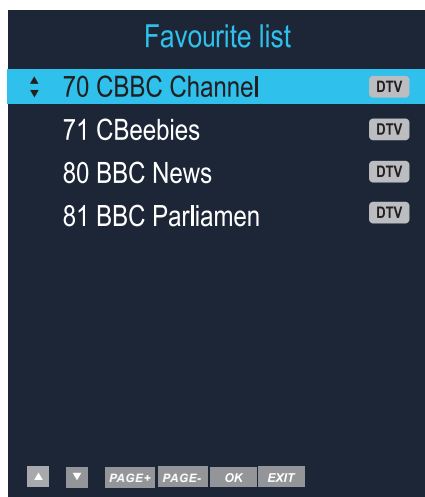 Favourite list
70 CBBC Channel DTV
71 CBeebies DTV
80 BBC News DTV
81 BBC Parliamen DTV
PAGE+ PAGE- OK EXIT